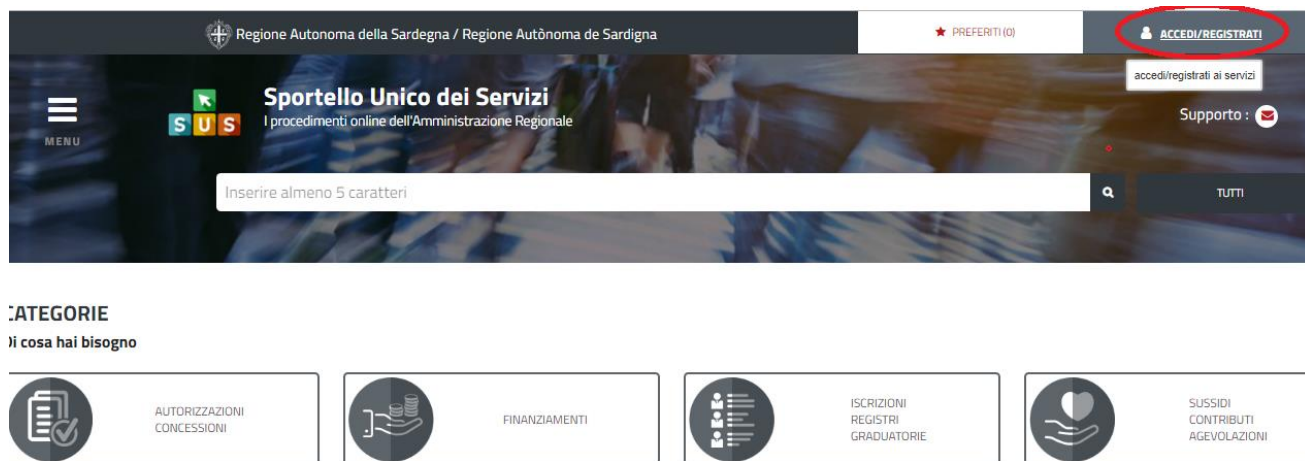 Regione Autonoma della Sardegna / Regione Autònoma de Sardigna
PREFERITI (0)
ACCEDI/REGISTRATI
accedi/registrati ai servizi
MENU
SUS
Sportello Unico dei Servizi
I procedimenti online dell'Amministrazione Regionale
Supporto :
Inserire almeno 5 caratteri
TUTTI
CATEGORIE
Di cosa hai bisogno
AUTORIZZAZIONI
CONCESSIONI
FINANZIAMENTI
ISCRIZIONI
REGISTRI
GRADUATORIE
SUSSIDI
CONTRIBUTI
AGEVOLAZIONI